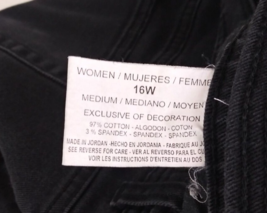 WOMEN / MUJERES / FEMME
16W
MEDIUM / MEDIANO / MOYEN
EXCLUSIVE OF DECORATION
97% COTTON - ALGODON - COTON
3 % SPANDEX - SPANDEX - SPANDEX
MADE IN JORDAN - HECHO EN JORDANIA - FABRIQUE AU JO
SEE REVERSE FOR CARE - VER AL REVERSO PARA EL CU
VOIR LES INSTRUCTIONS D'ENTRETIEN AU DOS